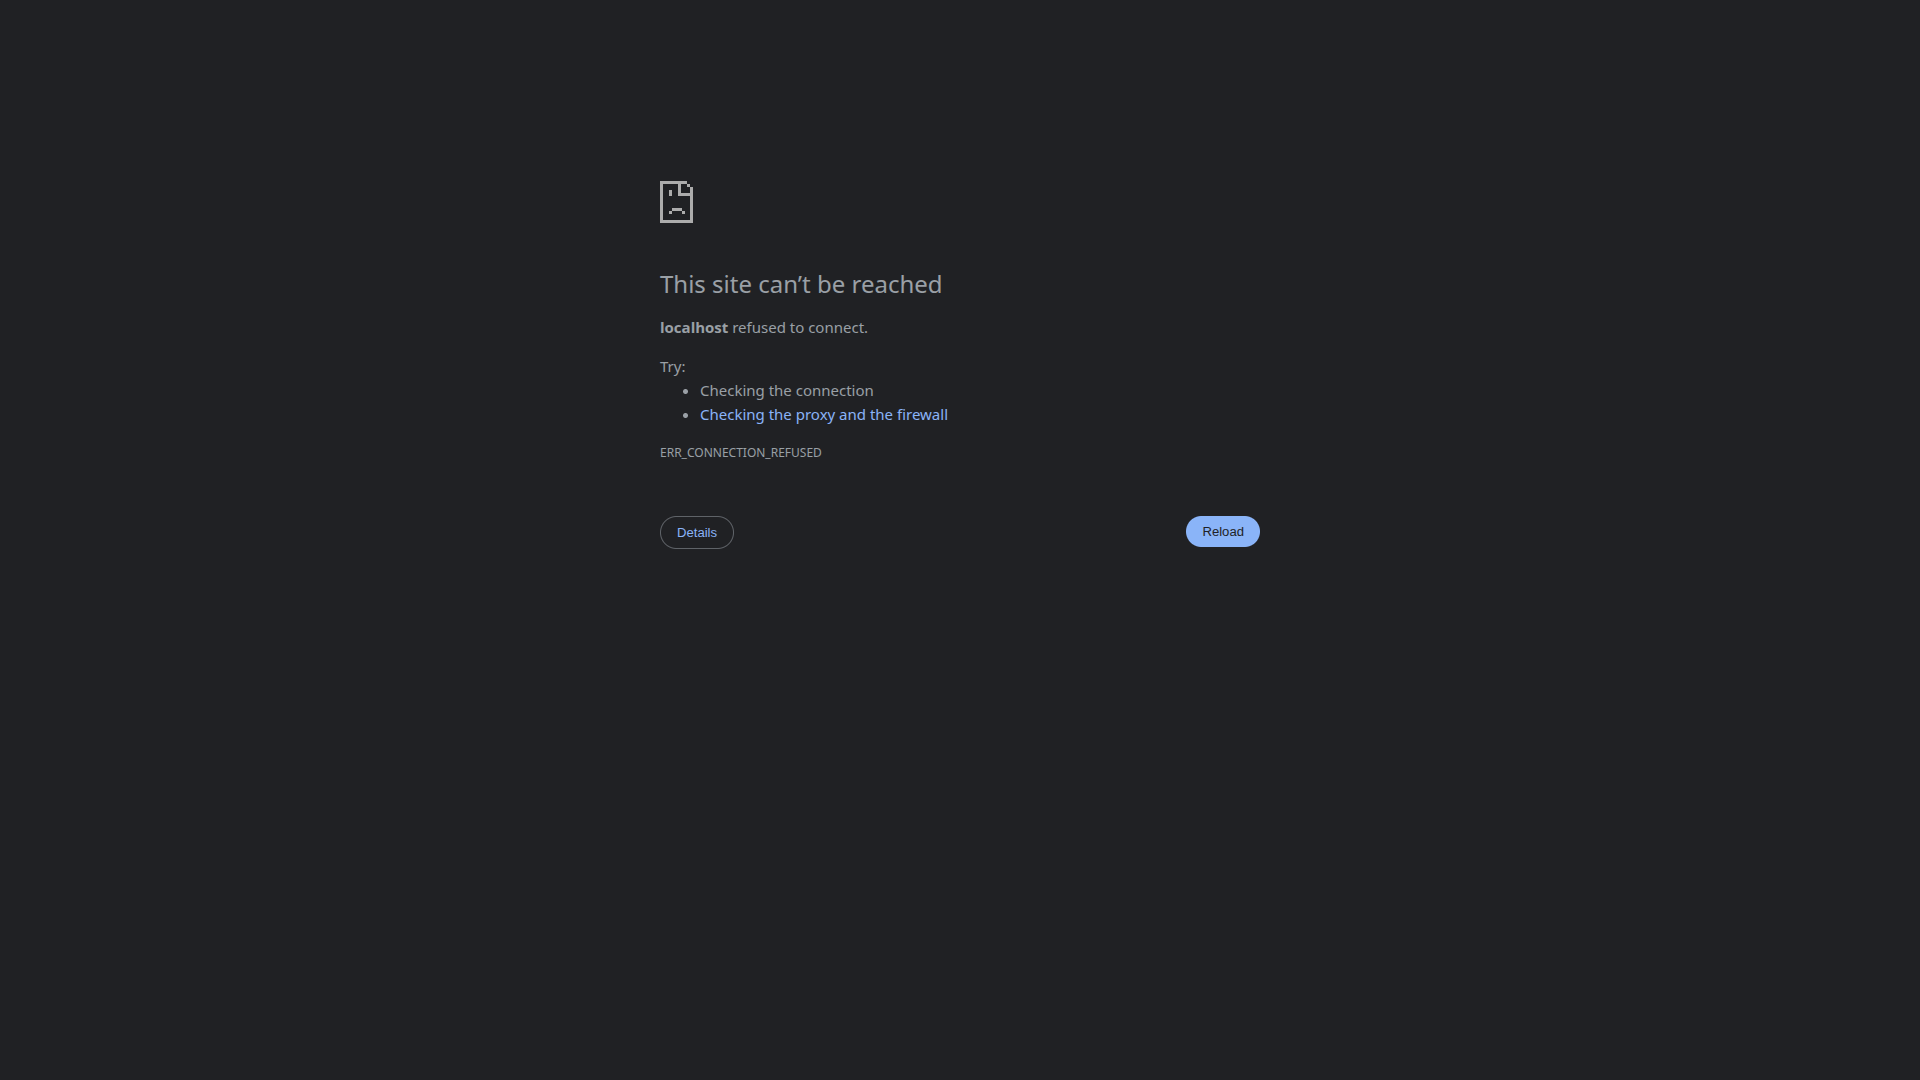 This site can’t be reached
localhost refused to connect.
Try:
• Checking the connection
• Checking the proxy and the firewall
ERR_CONNECTION_REFUSED
Details
Reload